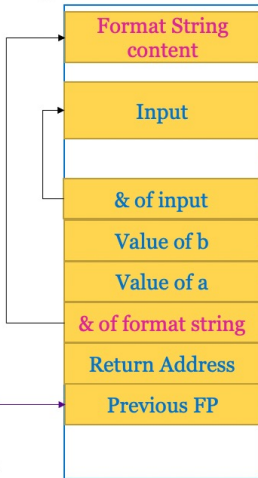 Format String
content
Input
& of input
Value of b
Value of a
& of format string
Return Address
Previous FP